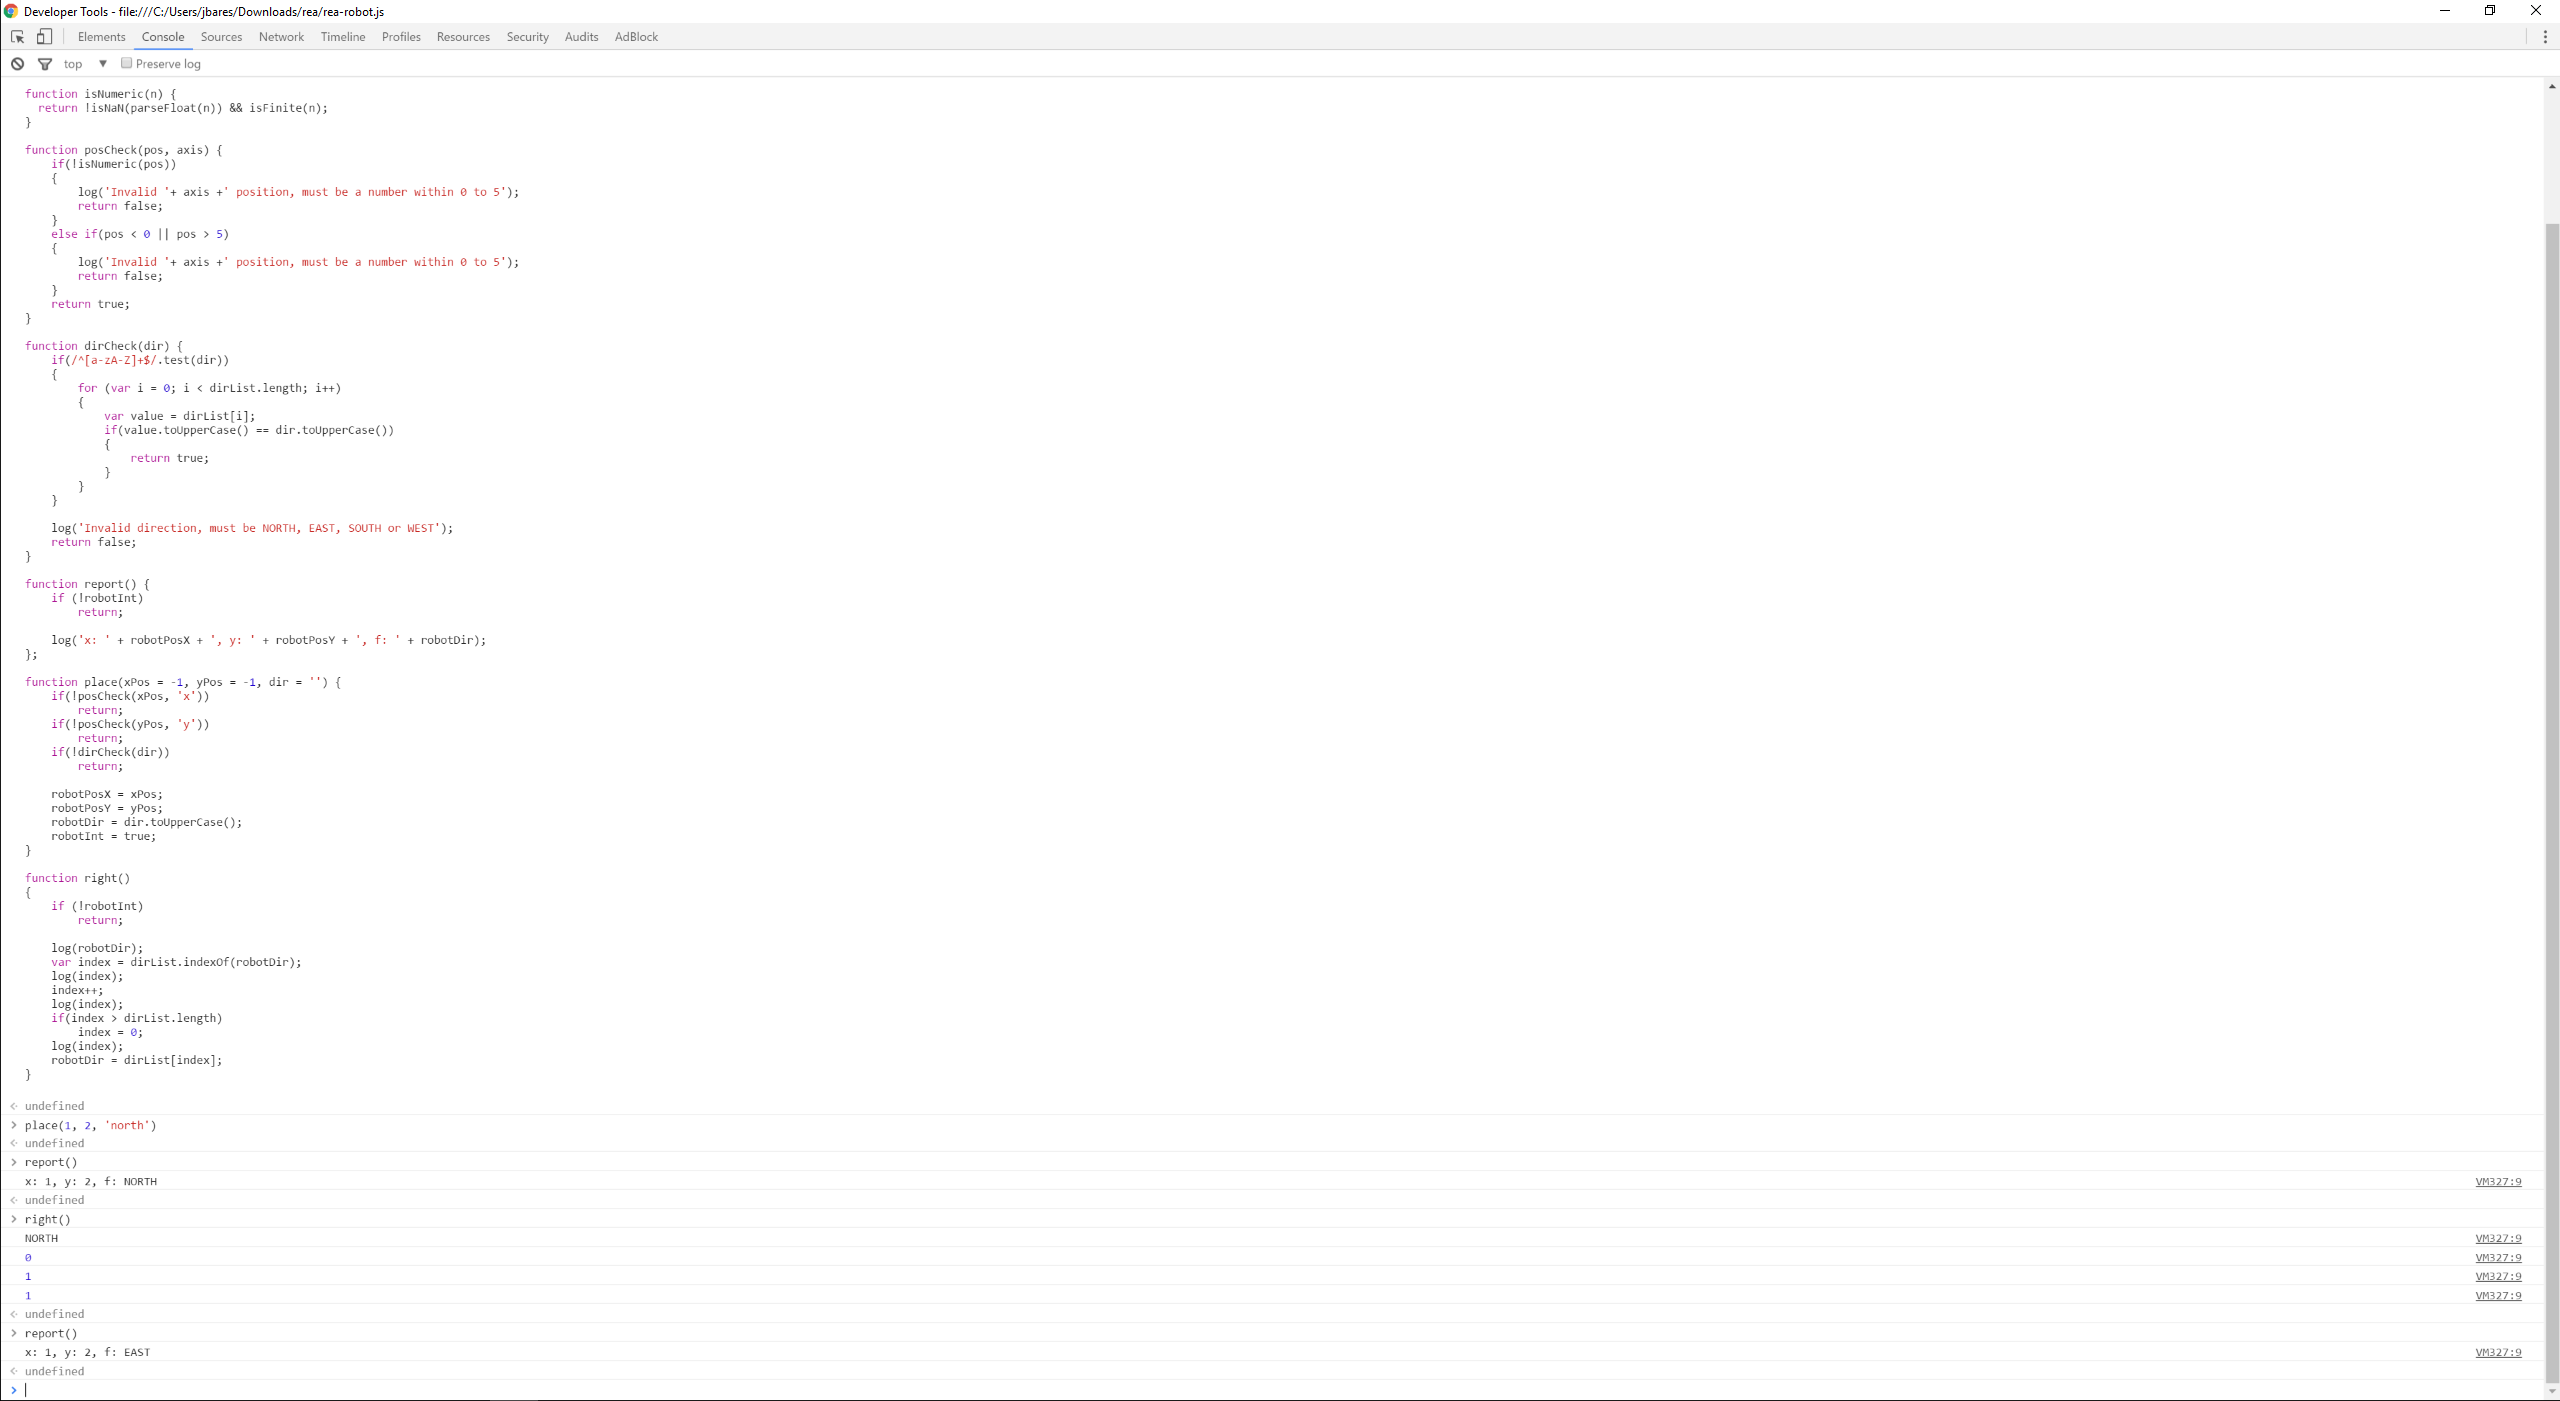 Developer Tools - file:///C:/Users/jbares/Downloads/rea/rea-robot.js
Elements Console Sources Network Timeline Profiles Resources Security Audits AdBlock
top Preserve log
function isNumeric(n) {
  return !isNaN(parseFloat(n)) && isFinite(n);
}

function posCheck(pos, axis) {
    if(!isNumeric(pos))
    {
        log('Invalid '+ axis +' position, must be a number within 0 to 5');
        return false;
    }
    else if(pos < 0 || pos > 5)
    {
        log('Invalid '+ axis +' position, must be a number within 0 to 5');
        return false;
    }
    return true;
}

function dirCheck(dir) {
    if(/^[a-zA-Z]+$/.test(dir))
    {
        for (var i = 0; i < dirList.length; i++)
        {
            var value = dirList[i];
            if(value.toUpperCase() == dir.toUpperCase())
            {
                return true;
            }
        }
    }

    log('Invalid direction, must be NORTH, EAST, SOUTH or WEST');
    return false;
}

function report() {
    if (!robotInt)
        return;

    log('x: ' + robotPosX + ', y: ' + robotPosY + ', f: ' + robotDir);
};

function place(xPos = -1, yPos = -1, dir = '') {
    if(!posCheck(xPos, 'x'))
        return;
    if(!posCheck(yPos, 'y'))
        return;
    if(!dirCheck(dir))
        return;

    robotPosX = xPos;
    robotPosY = yPos;
    robotDir = dir.toUpperCase();
    robotInt = true;
}

function right()
{
    if (!robotInt)
        return;

    log(robotDir);
    var index = dirList.indexOf(robotDir);
    log(index);
    index++;
    log(index);
    if(index > dirList.length)
        index = 0;
    log(index);
    robotDir = dirList[index];
}

undefined
place(1, 2, 'north')
undefined
report()
x: 1, y: 2, f: NORTH VM327:9
undefined
right()
NORTH VM327:9
0 VM327:9
1 VM327:9
1 VM327:9
undefined
report()
x: 1, y: 2, f: EAST VM327:9
undefined